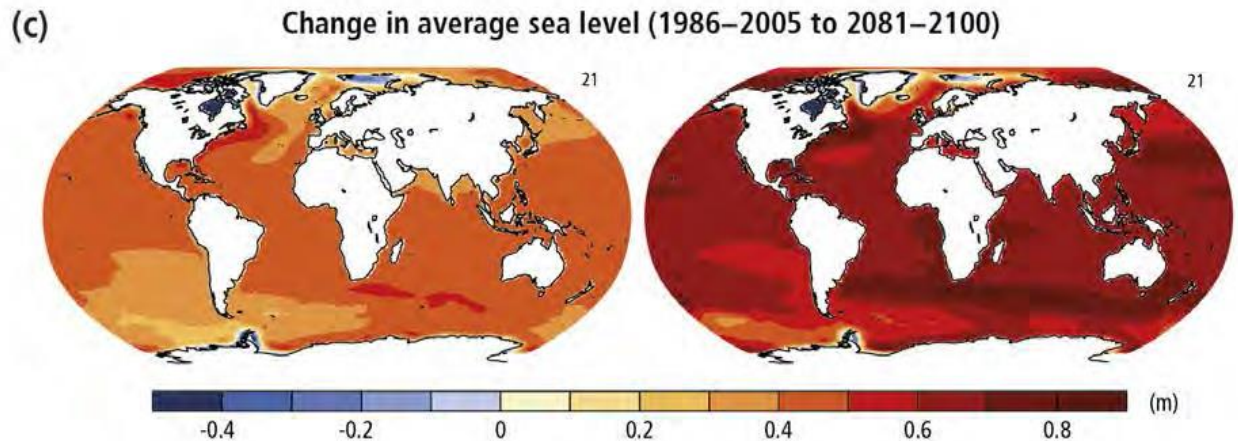 (c) Change in average sea level (1986–2005 to 2081–2100)
21 21
-0.4 -0.2 0 0.2 0.4 0.6 0.8 (m)